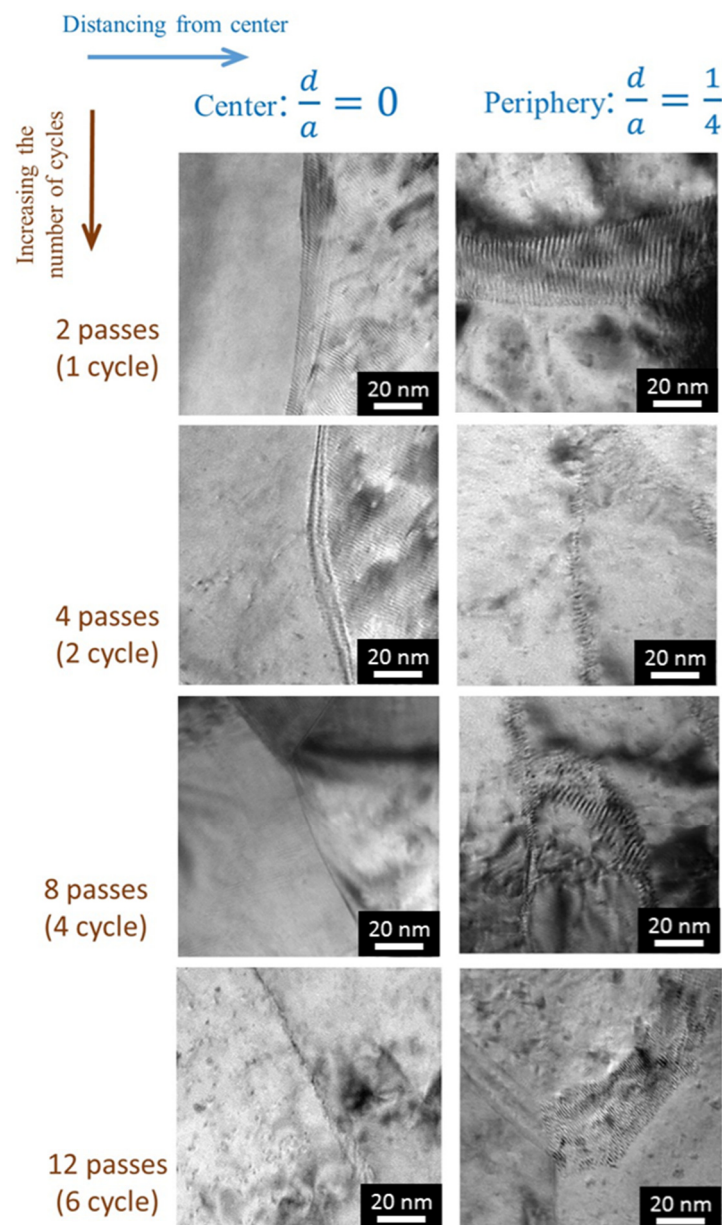 Distancing from center
Increasing the
number of cycles
Center: d/a = 0
Periphery: d/a = 1/4
2 passes
(1 cycle)
20 nm
20 nm
4 passes
(2 cycle)
20 nm
20 nm
8 passes
(4 cycle)
20 nm
20 nm
12 passes
(6 cycle)
20 nm
20 nm